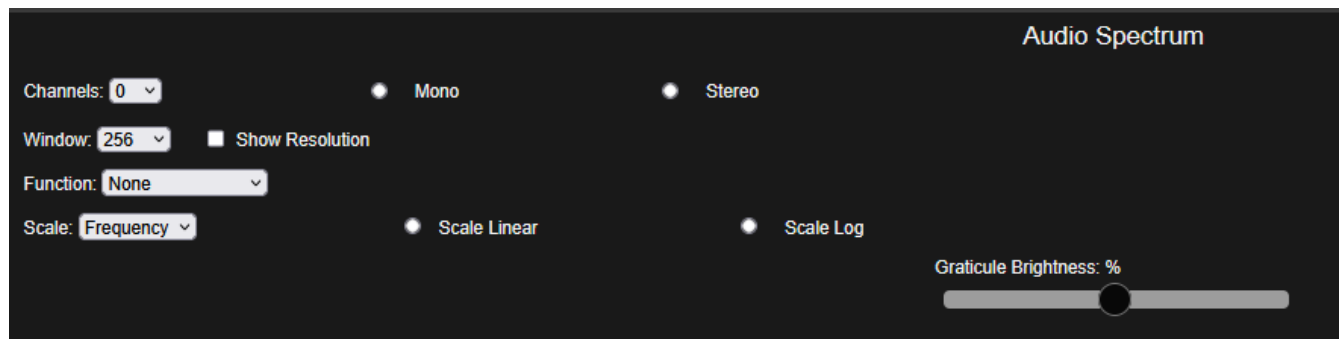 Audio Spectrum
Channels: 0 Mono Stereo
Window: 256 Show Resolution
Function: None
Scale: Frequency Scale Linear Scale Log
Graticule Brightness: %